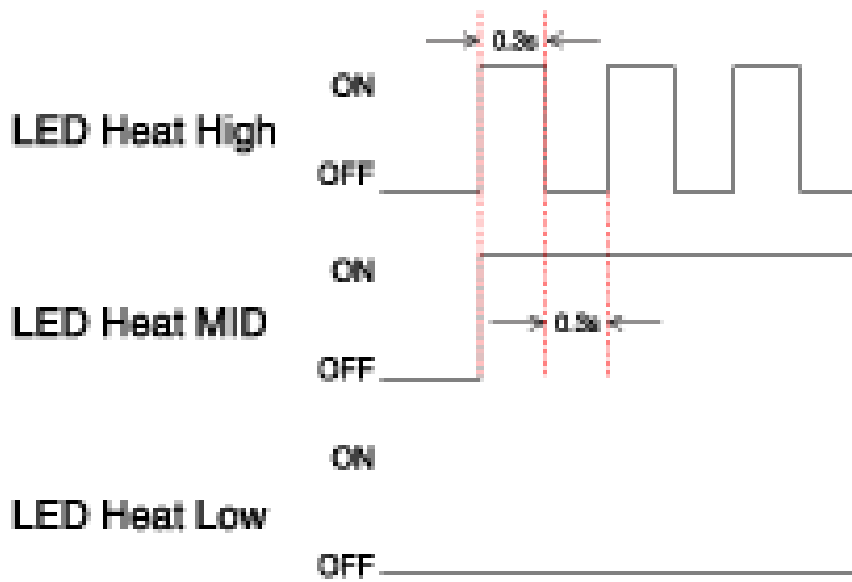 0.3s
ON
LED Heat High
OFF
ON
LED Heat MID
0.3s
OFF
ON
LED Heat Low
OFF